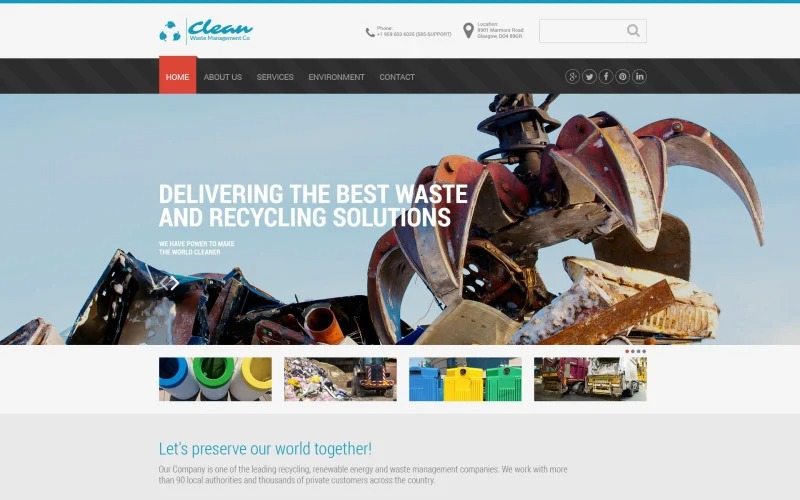 Clean
Waste Management Co
Phone:
+1 959 603 6035 (585-SUPPORT)
Location:
9901 Marmora Road
Glasgow, D04 89GR
HOME
ABOUT US
SERVICES
ENVIRONMENT
CONTACT
DELIVERING THE BEST WASTE
AND RECYCLING SOLUTIONS
WE HAVE POWER TO MAKE
THE WORLD CLEANER
Let's preserve our world together!
Our Company is one of the leading recycling, renewable energy and waste management companies. We work with more
than 90 local authorities and thousands of private customers across the country.